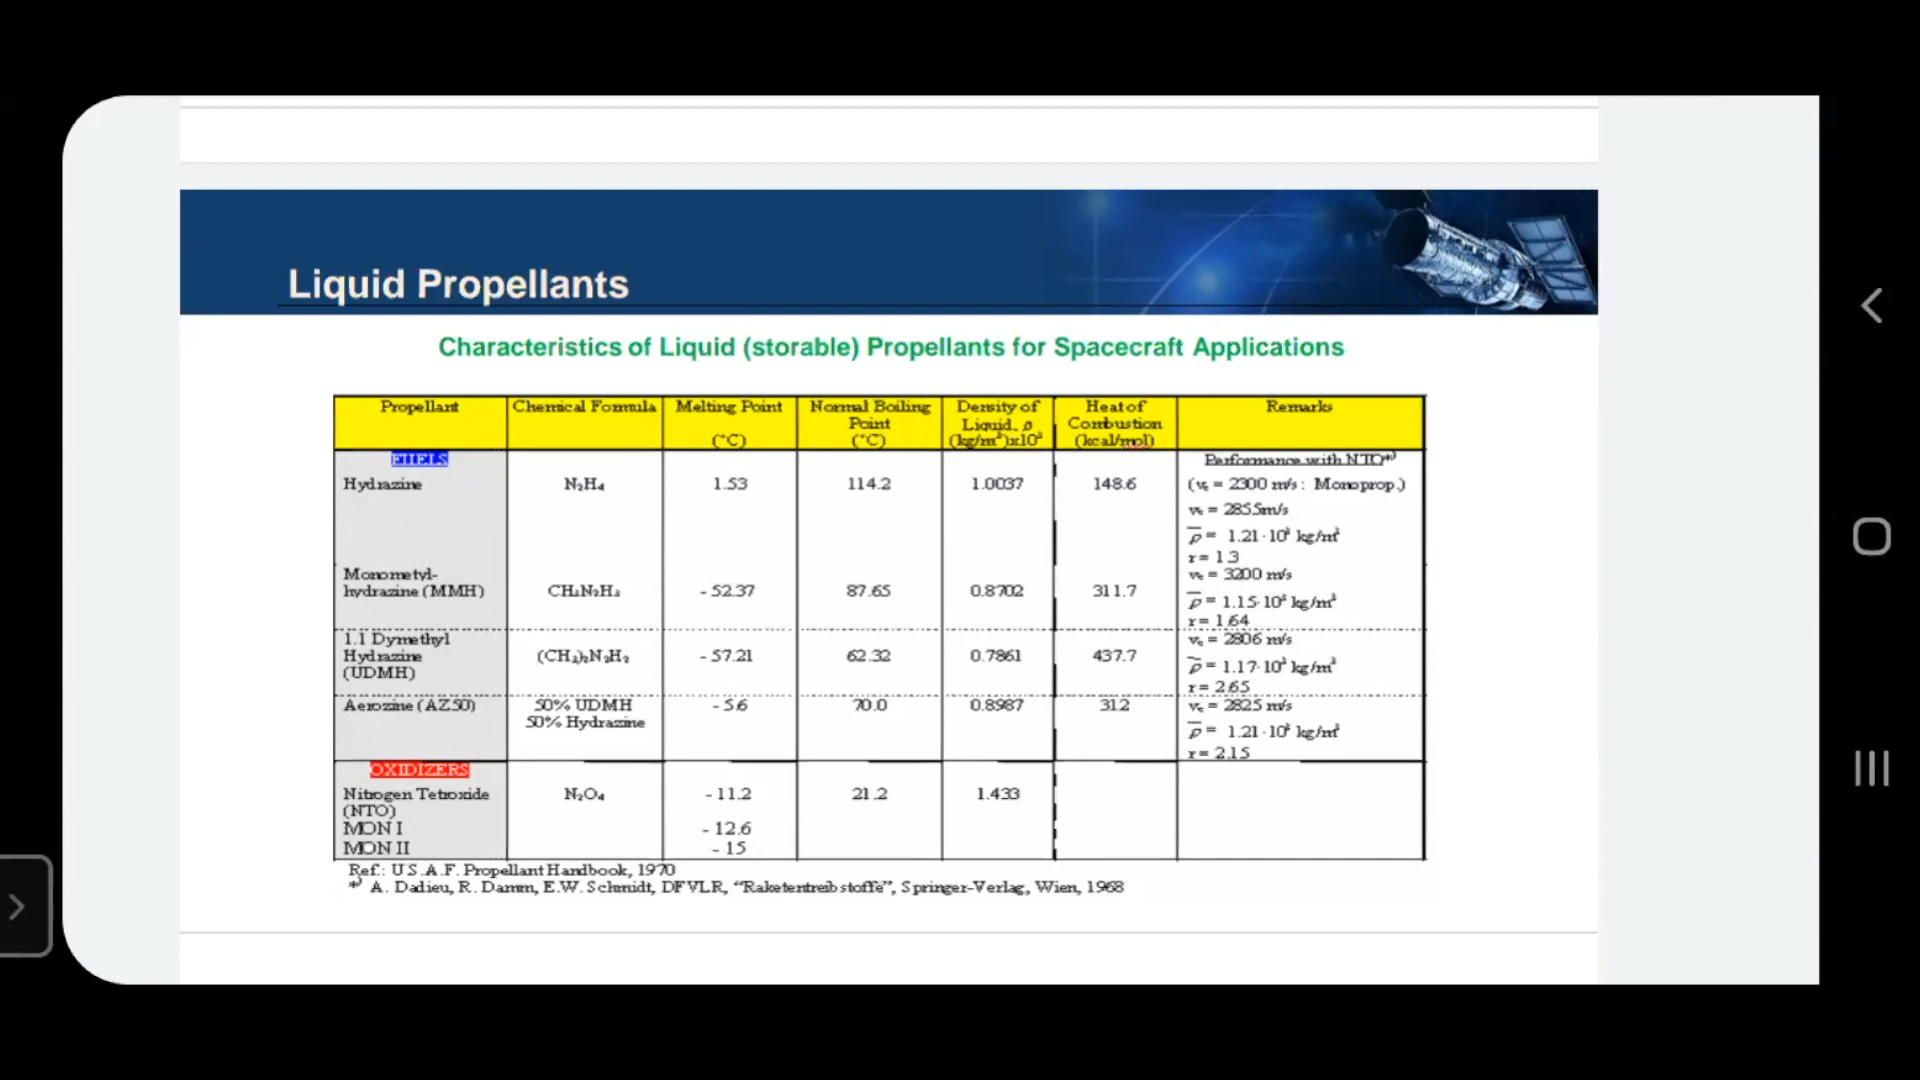 Liquid Propellants
Characteristics of Liquid (storable) Propellants for Spacecraft Applications
Propellant Chemical Formula Melting Point (°C) Normal Boiling Point (°C) Density of Liquid, ρ (kg/m³)x10³ Heat of Combustion (kcal/mol) Remarks
FUELS Performance with NTO*)
Hydrazine N₂H₄ 1.53 114.2 1.0037 148.6 (vₑ = 2300 m/s: Monoprop.)
vₑ = 2855m/s
ρ̅ = 1.21·10³ kg/m³
r = 1.3
Monometyl-hydrazine (MMH) CH₃N₂H₃ - 52.37 87.65 0.8702 311.7 vₑ = 3200 m/s
ρ̅ = 1.15·10³ kg/m³
r = 1.64
1.1 Dymethyl Hydrazine (UDMH) (CH₃)₂N₂H₂ - 57.21 62.32 0.7861 437.7 vₑ = 2806 m/s
ρ̅ = 1.17·10³ kg/m³
r = 2.65
Aerozine (AZ50) 50% UDMH 50% Hydrazine - 5.6 70.0 0.8987 312 vₑ = 2825 m/s
ρ̅ = 1.21·10³ kg/m³
r = 2.15
OXIDIZERS
Nitrogen Tetroxide (NTO) N₂O₄ - 11.2 21.2 1.433
MON I - 12.6
MON II - 15
Ref.: U.S.A.F. Propellant Handbook, 1970
*) A. Dadieu, R. Damm, E.W. Schmidt, DFVLR, “Raketentreibstoffe”, Springer-Verlag, Wien, 1968